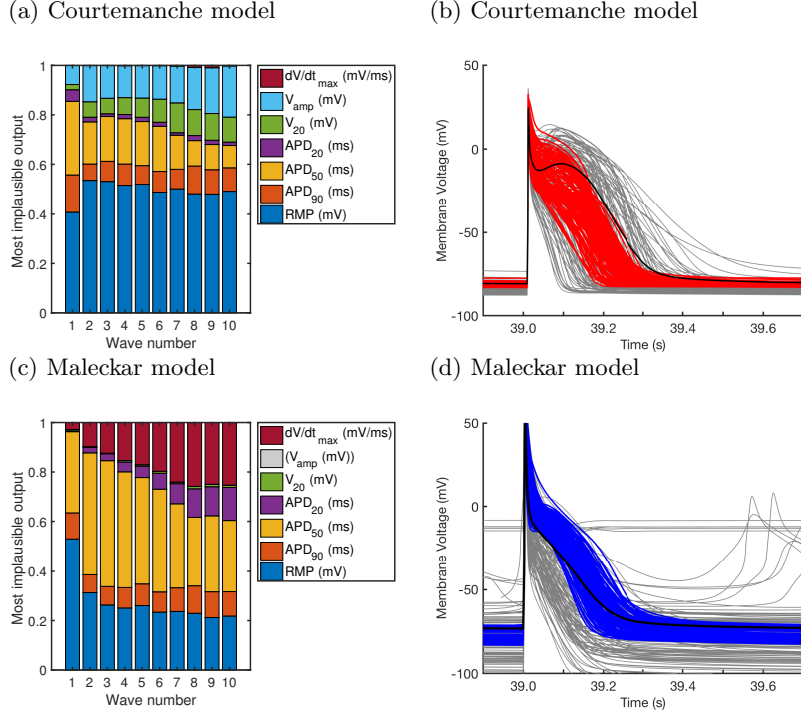 (a) Courtemanche model
Most implausible output
1
0.8
0.6
0.4
0.2
0
1 2 3 4 5 6 7 8 9 10
Wave number
dV/dt_max (mV/ms)
V_amp (mV)
V_20 (mV)
APD_20 (ms)
APD_50 (ms)
APD_90 (ms)
RMP (mV)
(b) Courtemanche model
Membrane Voltage (mV)
50
0
-50
-100
39.0 39.2 39.4 39.6
Time (s)
(c) Maleckar model
Most implausible output
1
0.8
0.6
0.4
0.2
0
1 2 3 4 5 6 7 8 9 10
Wave number
dV/dt_max (mV/ms)
(V_amp (mV))
V_20 (mV)
APD_20 (ms)
APD_50 (ms)
APD_90 (ms)
RMP (mV)
(d) Maleckar model
Membrane Voltage (mV)
50
0
-50
-100
39.0 39.2 39.4 39.6
Time (s)